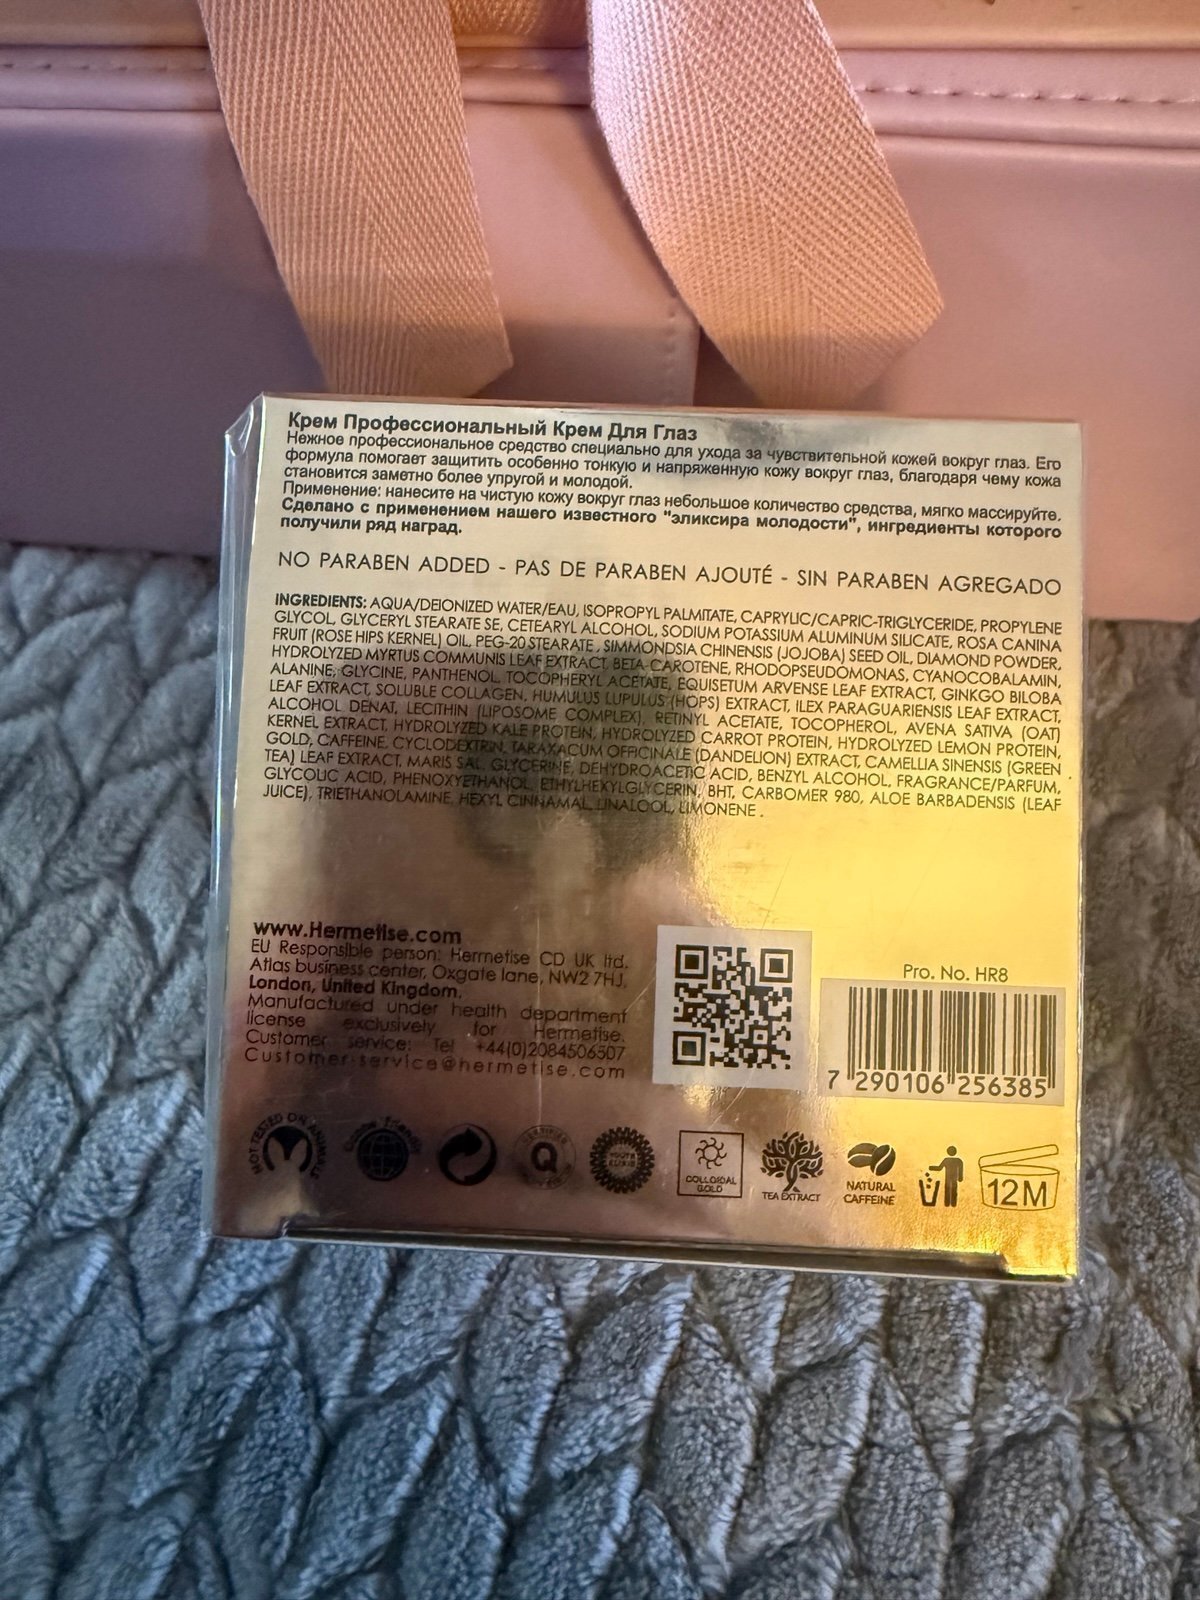 Крем Профессиональный Крем Для Глаз
Нежное профессиональное средство специально для ухода за чувствительной кожей вокруг глаз. Его
формула помогает защитить особенно тонкую и напряженную кожу вокруг глаз, благодаря чему кожа
становится заметно более упругой и молодой.
Применение: нанесите на чистую кожу вокруг глаз небольшое количество средства, мягко массируйте.
Сделано с применением нашего известного "эликсира молодости", ингредиенты которого
получили ряд наград.
NO PARABEN ADDED - PAS DE PARABEN AJOUTÉ - SIN PARABEN AGREGADO
INGREDIENTS: AQUA/DEIONIZED WATER/EAU, ISOPROPYL PALMITATE, CAPRYLIC/CAPRIC-TRIGLYCERIDE, PROPYLENE
GLYCOL, GLYCERYL STEARATE SE, CETEARYL ALCOHOL, SODIUM POTASSIUM ALUMINUM SILICATE, ROSA CANINA
FRUIT (ROSE HIPS KERNEL) OIL, PEG-20 STEARATE, SIMMONDSIA CHINENSIS (JOJOBA) SEED OIL, DIAMOND POWDER,
HYDROLYZED MYRTUS COMMUNIS LEAF EXTRACT, BETA-CAROTENE, RHODOPSEUDOMONAS, CYANOCOBALAMIN,
ALANINE, GLYCINE, PANTHENOL, TOCOPHERYL ACETATE, EQUISETUM ARVENSE LEAF EXTRACT, GINKGO BILOBA
LEAF EXTRACT, SOLUBLE COLLAGEN, HUMULUS LUPULUS (HOPS) EXTRACT, ILEX PARAGUARIENSIS LEAF EXTRACT,
ALCOHOL DENAT, LECITHIN (LIPOSOME COMPLEX), RETINYL ACETATE, TOCOPHEROL, AVENA SATIVA (OAT)
KERNEL EXTRACT, HYDROLYZED KALE PROTEIN, HYDROLYZED CARROT PROTEIN, HYDROLYZED LEMON PROTEIN,
GOLD, CAFFEINE, CYCLODEXTRIN, TARAXACUM OFFICINALE (DANDELION) EXTRACT, CAMELLIA SINENSIS (GREEN
TEA) LEAF EXTRACT, MARIS SAL, GLYCERINE, DEHYDROACETIC ACID, BENZYL ALCOHOL, FRAGRANCE/PARFUM,
GLYCOLIC ACID, PHENOXYETHANOL, ETHYLHEXYLGLYCERIN, BHT, CARBOMER 980, ALOE BARBADENSIS (LEAF
JUICE), TRIETHANOLAMINE, HEXYL CINNAMAL, LINALOOL, LIMONENE.
www.Hermetise.com
EU Responsible person: Hermetise CD UK ltd.
Atlas business center, Oxgate lane, NW2 7HJ,
London, United Kingdom.
Manufactured under health department
license exclusively for Hermetise.
Customer service: Tel +44(0)2084506507
Customer-service@hermetise.com
Pro. No. HR8
7 290106 256385
NOT TESTED ON ANIMALS
CERTIFIED
Q
YOUTH
ELIXIR
COLLOIDAL
GOLD
TEA EXTRACT
NATURAL
CAFFEINE
12M